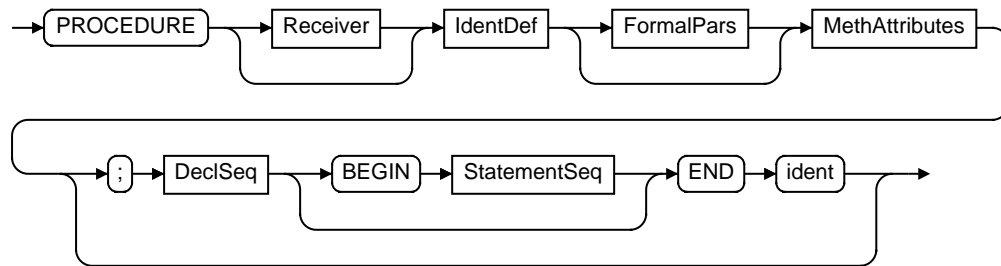 PROCEDURE Receiver IdentDef FormalPars MethAttributes
; DeclSeq BEGIN StatementSeq END ident